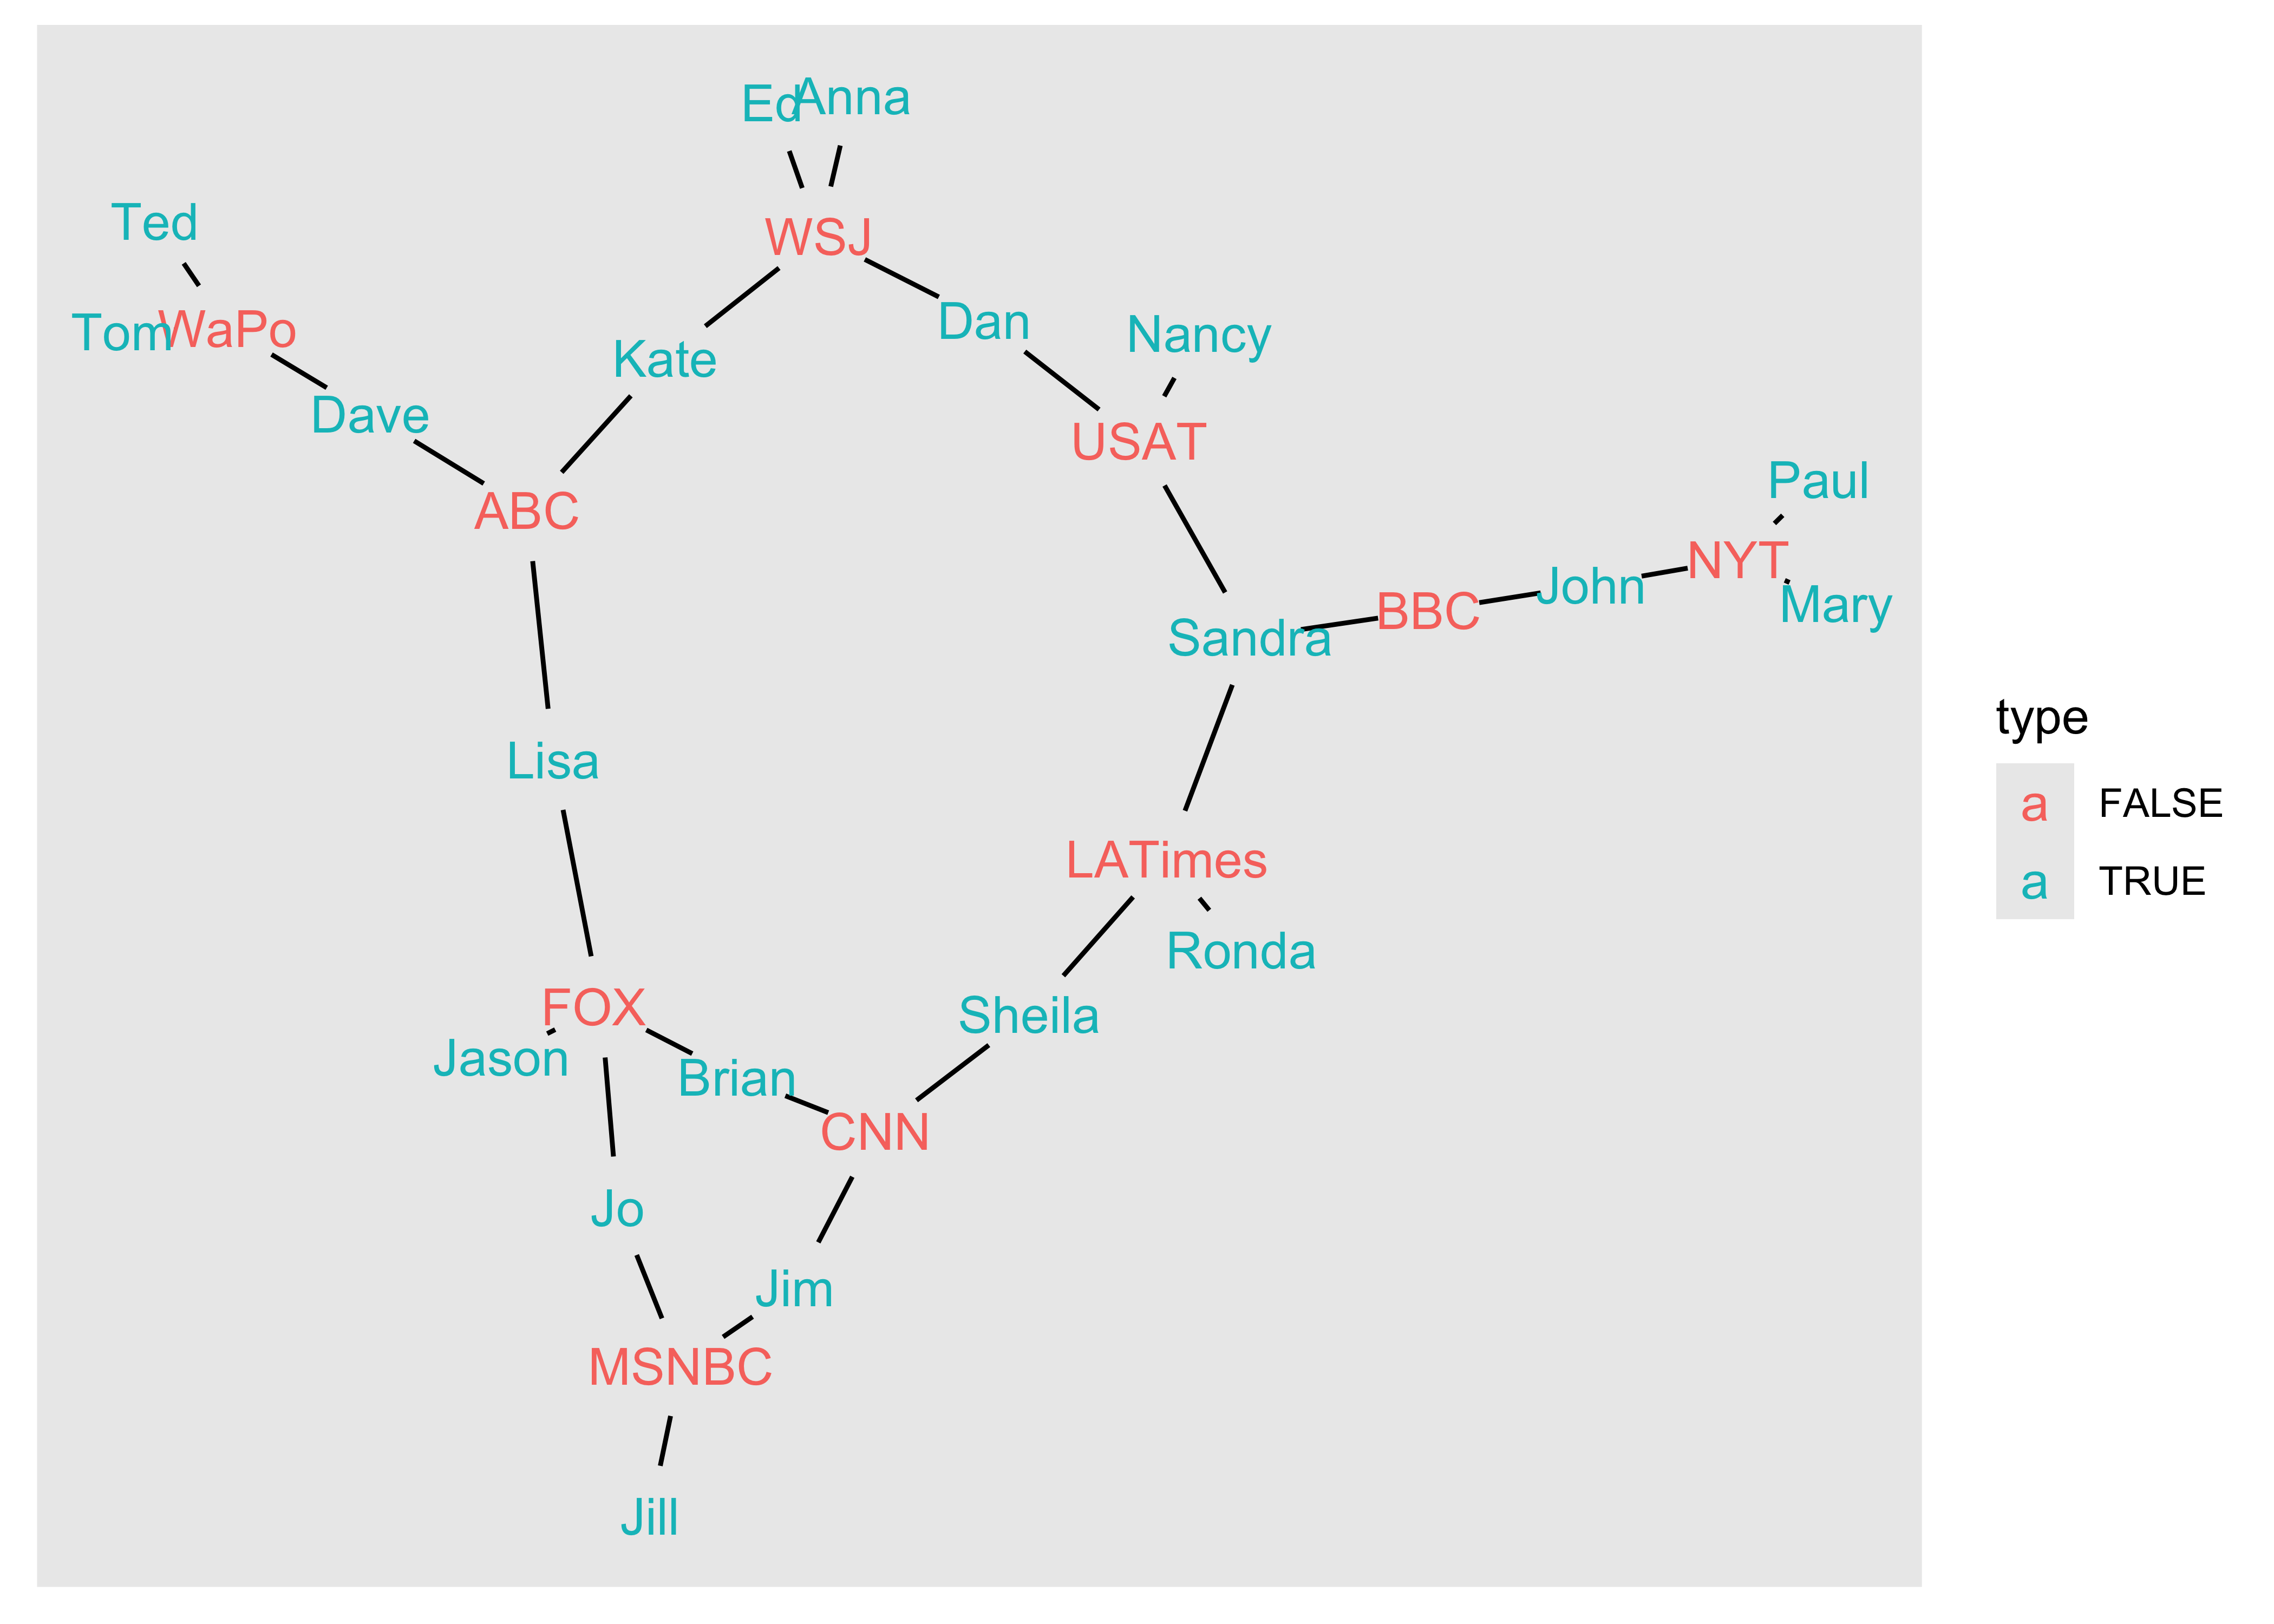 Ed
Anna
Ted
WSJ
Tom
WaPo
Dan
Nancy
Kate
Dave
USAT
ABC
Paul
NYT
John
BBC
Mary
Sandra
Lisa
LATimes
Ronda
FOX
Sheila
Jason
Brian
CNN
Jo
Jim
MSNBC
Jill
type
a FALSE
a TRUE